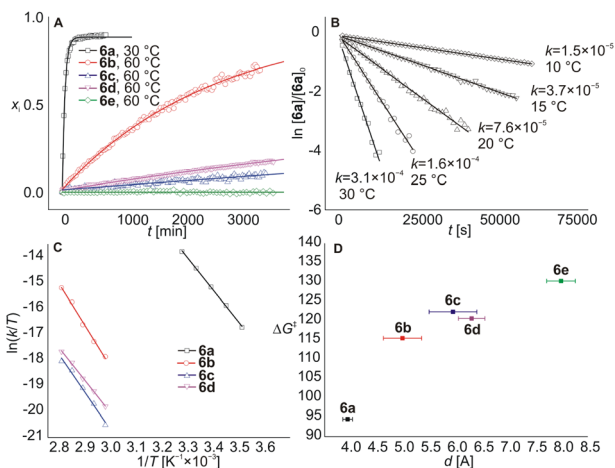 A
1.0
0.5
0.0
x_i
6a, 30 °C
6b, 60 °C
6c, 60 °C
6d, 60 °C
6e, 60 °C
0 1000 2000 3000
t [min]
B
0
-2
-4
-6
ln [6a]/[6a]₀
k=1.5×10⁻⁵
10 °C
k=3.7×10⁻⁵
15 °C
k=7.6×10⁻⁵
20 °C
k=1.6×10⁻⁴
25 °C
k=3.1×10⁻⁴
30 °C
0 25000 50000 75000
t [s]
C
-14
-15
-16
-17
-18
-19
-20
-21
ln(k/T)
6a
6b
6c
6d
2.8 2.9 3.0 3.1 3.2 3.3 3.4 3.5 3.6
1/T [K⁻¹×10⁻³]
D
140
135
130
125
120
115
110
105
100
95
90
ΔG‡
6e
6c
6d
6b
6a
4.0 4.5 5.0 5.5 6.0 6.5 7.0 7.5 8.0 8.5
d [A]